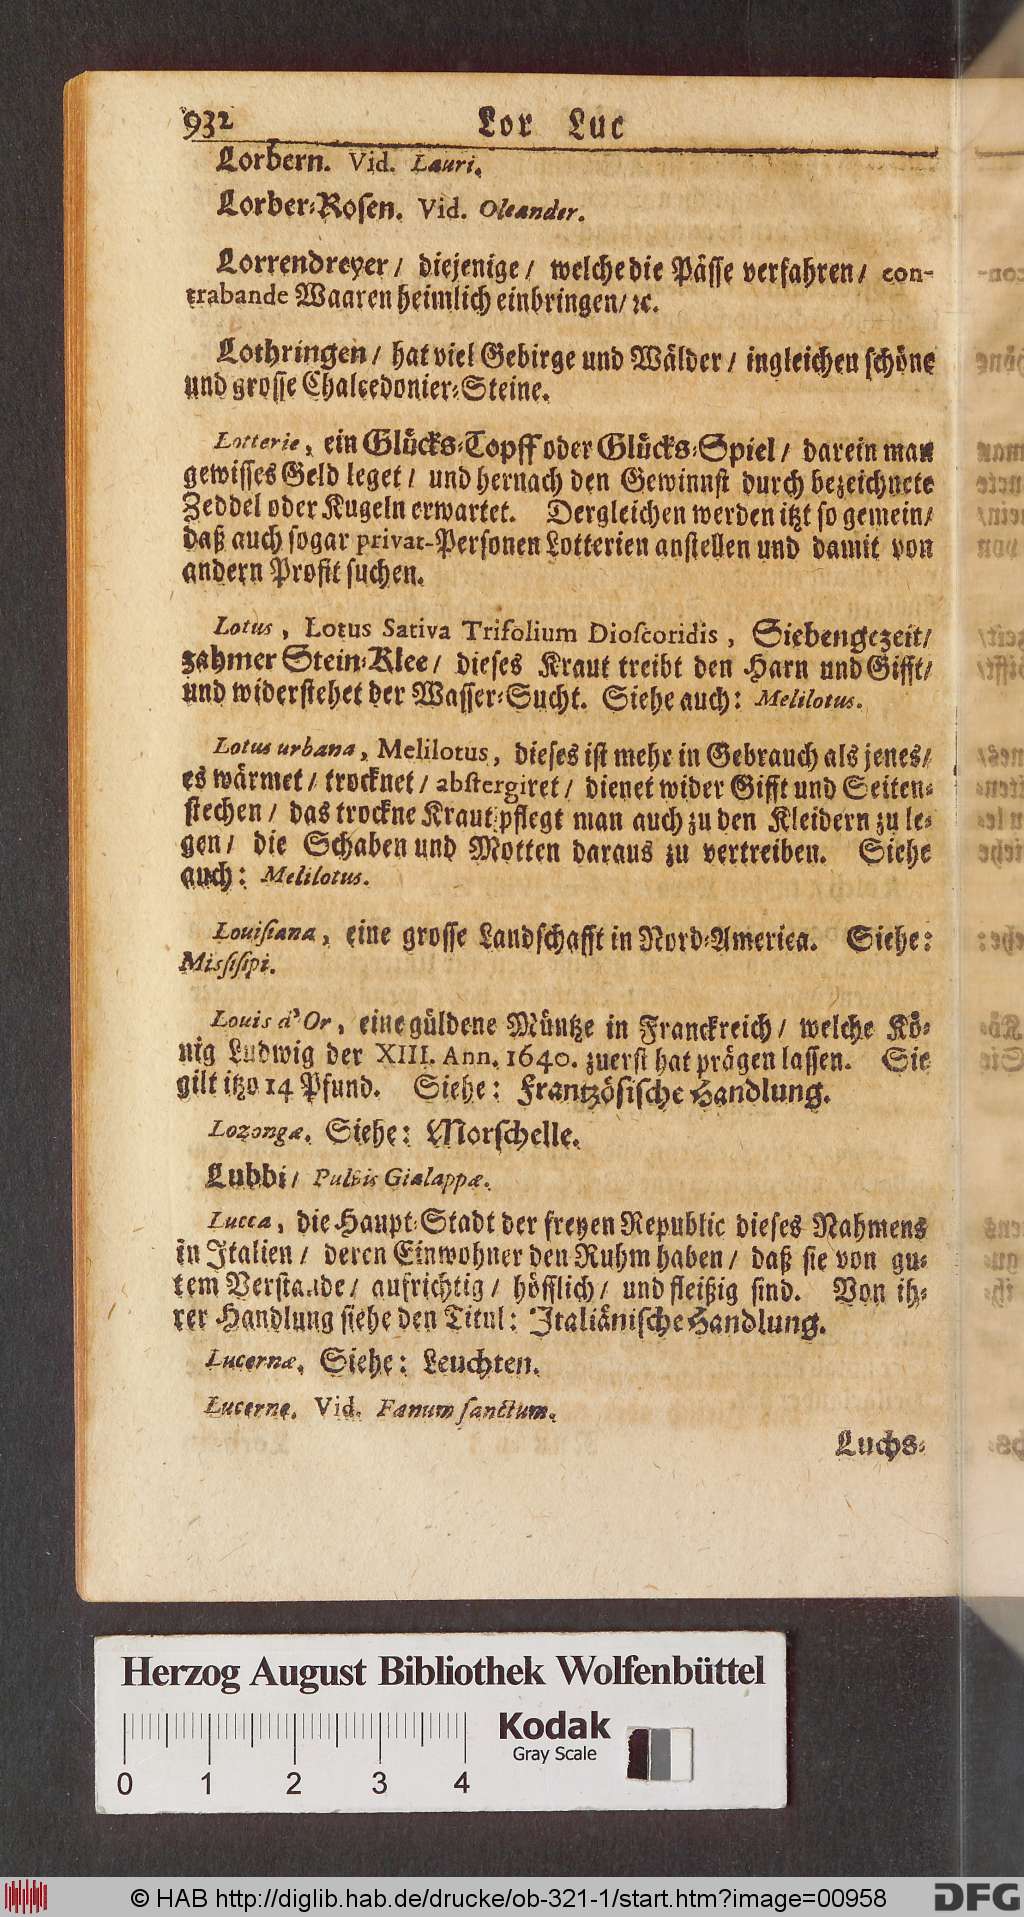 932 Lor Luc
Lorbern. Vid. Lauri.
Lorber-Rosen. Vid. Oleander.
Lorrendreyer / diejenige / welche die Pässe verfahren / con-
trabande Waaren heimlich einbringen / ꝛc.
Lothringen / hat viel Gebirge und Wälder / ingleichen schöne
und grosse Chalcedonier-Steine.
Lotterie, ein Glücks-Topff oder Glücks-Spiel / darein man
gewisses Geld leget / und hernach den Gewinnst durch bezeichnete
Zeddel oder Kugeln erwartet. Dergleichen werden itzt so gemein /
daß auch sogar privat-Personen Lotterien anstellen und damit von
andern Profit suchen.
Lotus, Lotus Sativa Trifolium Dioscoridis, Siebengezeit /
zahmer Stein-Klee / dieses Kraut treibt den Harn und Gifft /
und widerstehet der Wasser-Sucht. Siehe auch: Melilotus.
Lotus urbana, Melilotus, dieses ist mehr in Gebrauch als jenes /
es wärmet / trocknet / abstergiret / dienet wider Gifft und Seiten-
stechen / das trockne Kraut pflegt man auch zu den Kleidern zu le-
gen / die Schaben und Motten daraus zu vertreiben. Siehe
auch: Melilotus.
Louisiana, eine grosse Landschafft in Nord-America. Siehe:
Missisipi.
Louis d'Or, eine güldene Müntze in Franckreich / welche Kö-
nig Ludwig der XIII. Ann. 1640. zuerst hat prägen lassen. Sie
gilt itzo 14 Pfund. Siehe: Frantzösische Handlung.
Lozongæ. Siehe: Morschelle.
Lubbi / Pulvis Gialappæ.
Lucca, die Haupt-Stadt der freyen Republic dieses Nahmens
in Italien / deren Einwohner den Ruhm haben / daß sie von gu-
tem Verstande / aufrichtig / höfflich / und fleißig sind. Von ih-
rer Handlung siehe den Titul: Italiänische Handlung.
Lucernæ. Siehe: Leuchten.
Lucerne. Vid. Fanum sanctum.
Luchs-
Herzog August Bibliothek Wolfenbüttel
Kodak
Gray Scale
0 1 2 3 4
© HAB http://diglib.hab.de/drucke/ob-321-1/start.htm?image=00958
DFG